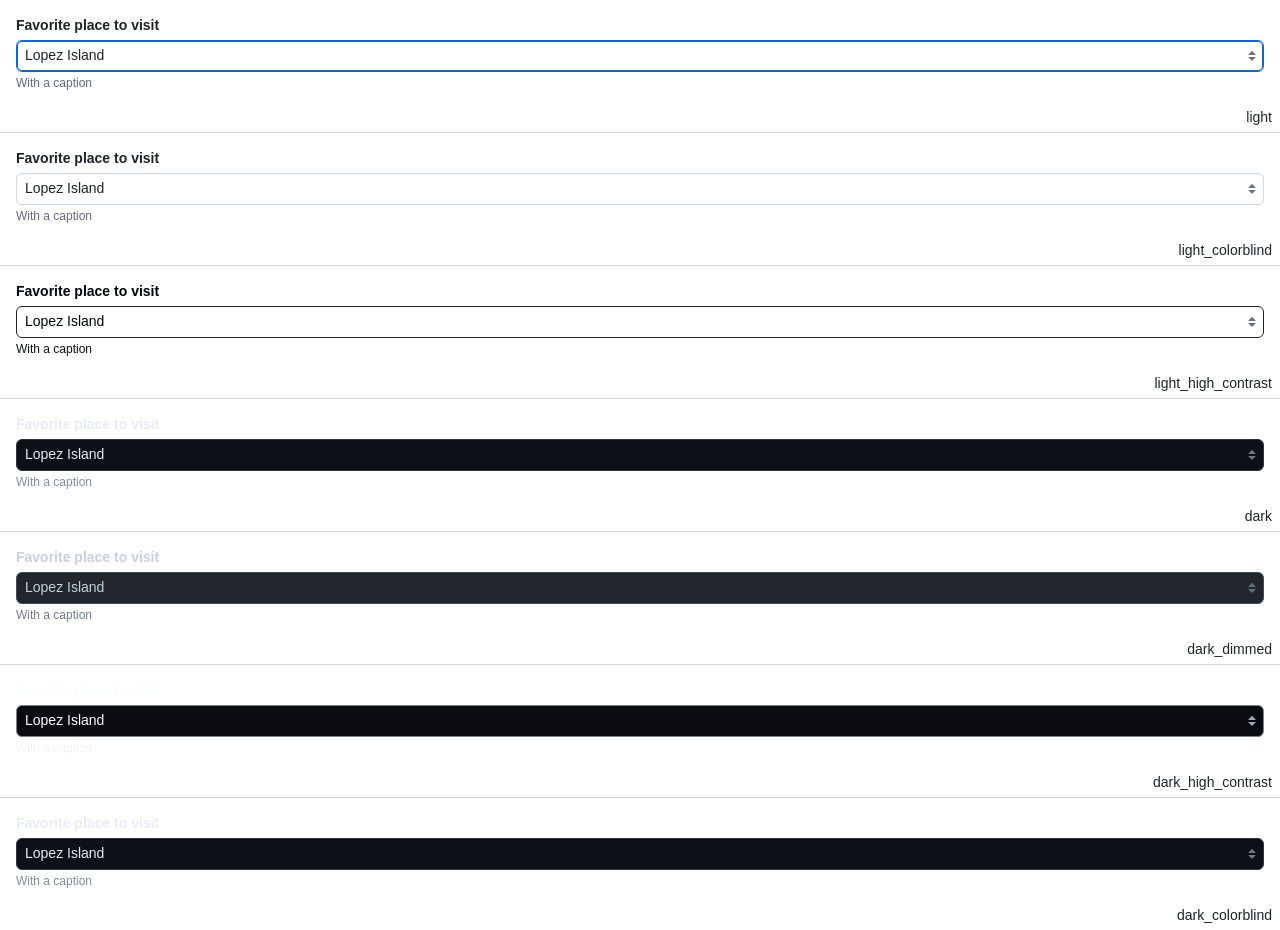 Favorite place to visit
Lopez Island
With a caption
light
Favorite place to visit
Lopez Island
With a caption
light_colorblind
Favorite place to visit
Lopez Island
With a caption
light_high_contrast
Favorite place to visit
Lopez Island
With a caption
dark
Favorite place to visit
Lopez Island
With a caption
dark_dimmed
Favorite place to visit
Lopez Island
With a caption
dark_high_contrast
Favorite place to visit
Lopez Island
With a caption
dark_colorblind